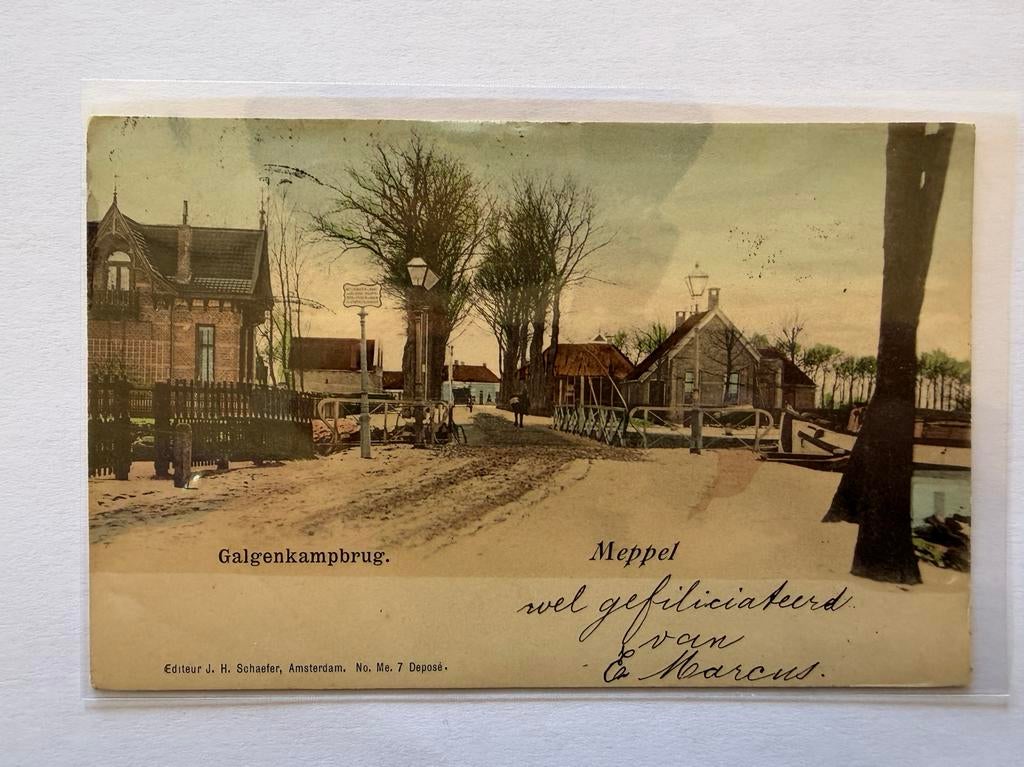 Galgenkampbrug.
Meppel
wel gefiliciateerd
van
E Marcus.
Editeur J. H. Schaefer, Amsterdam. No. Me. 7 Deposé.